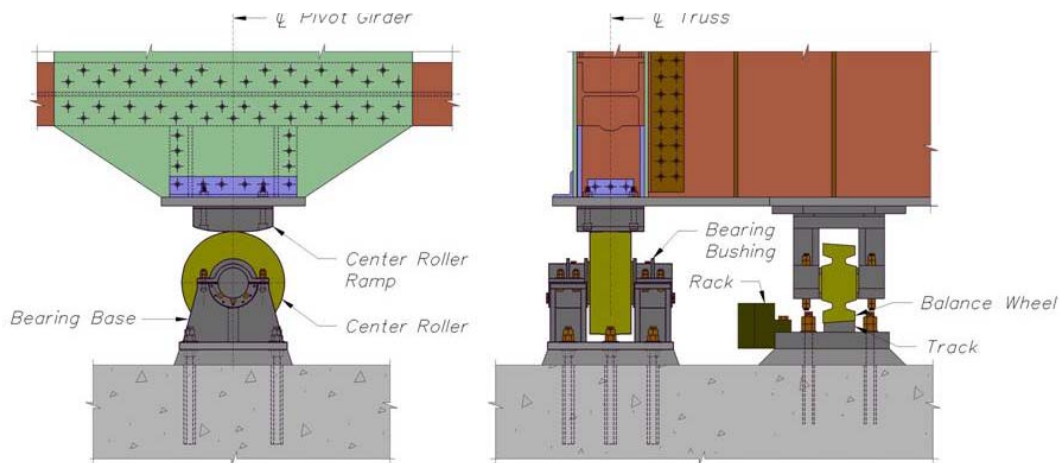 ℄ Pivot Girder
℄ Truss
Center Roller
Ramp
Bearing Base
Center Roller
Bearing
Bushing
Rack
Balance Wheel
Track